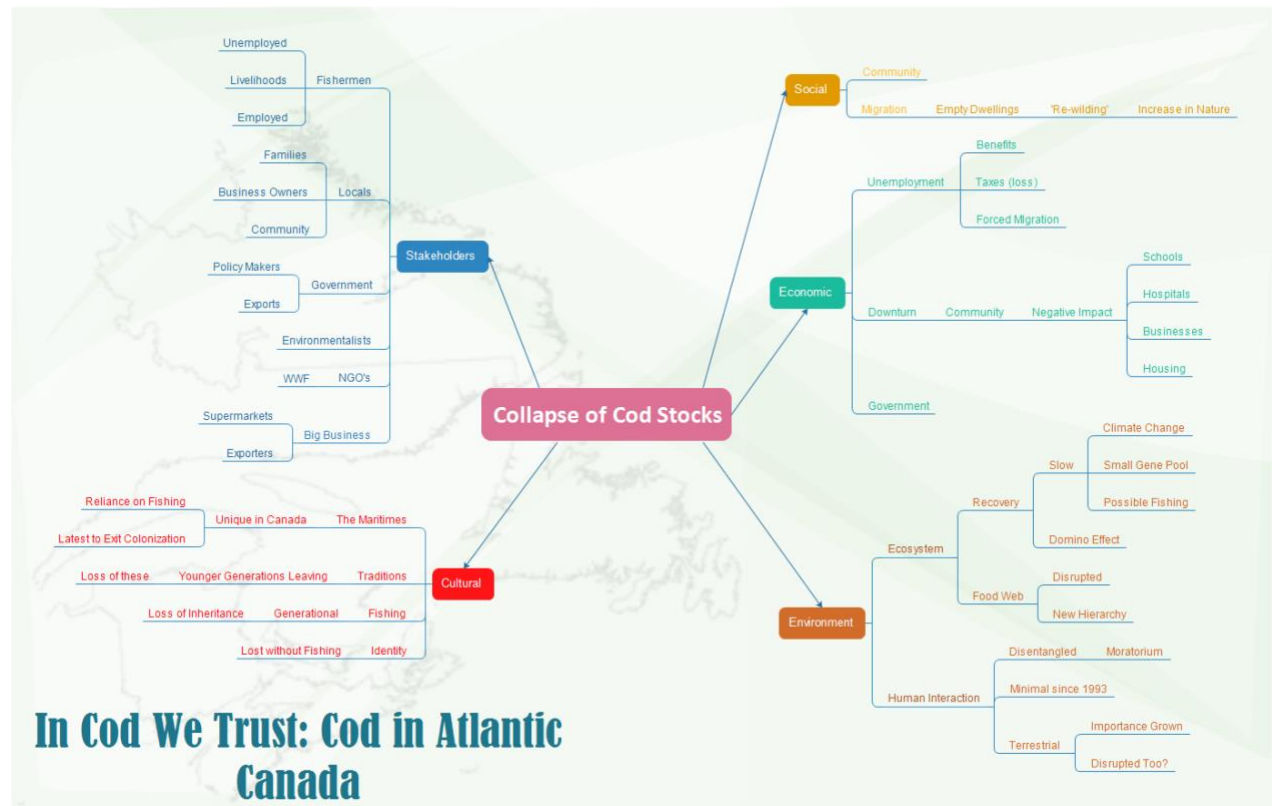 Unemployed
Livelihoods
Fishermen
Employed
Families
Business Owners
Locals
Community
Stakeholders
Policy Makers
Government
Exports
Environmentalists
WWF
NGO's
Supermarkets
Big Business
Exporters
Collapse of Cod Stocks
Reliance on Fishing
Unique in Canada
The Maritimes
Latest to Exit Colonization
Loss of these
Younger Generations Leaving
Traditions
Cultural
Loss of Inheritance
Generational
Fishing
Lost without Fishing
Identity
Social
Community
Migration
Empty Dwellings
'Re-wilding'
Increase in Nature
Economic
Unemployment
Benefits
Taxes (loss)
Forced MIgration
Downturn
Community
Negative Impact
Schools
Hospitals
Businesses
Housing
Government
Environment
Ecosystem
Recovery
Slow
Climate Change
Small Gene Pool
Possible Fishing
Domino Effect
Food Web
Disrupted
New Hierarchy
Human Interaction
Disentangled
Moratorium
Minimal since 1993
Terrestrial
Importance Grown
Disrupted Too?
In Cod We Trust: Cod in Atlantic
Canada